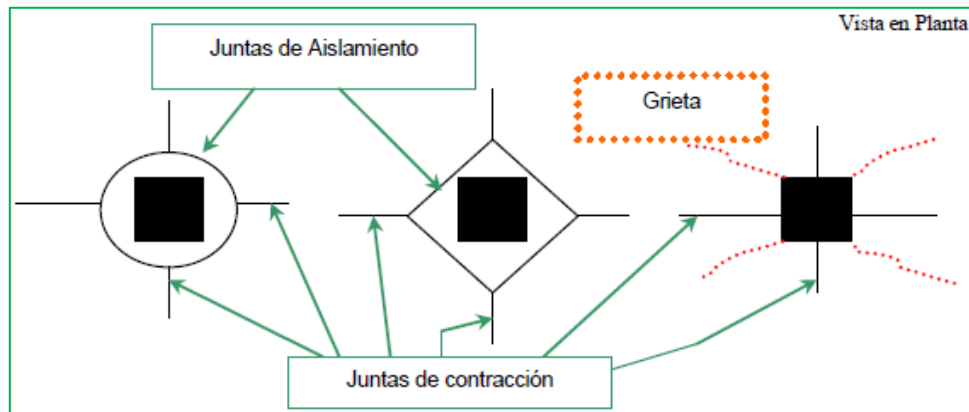 Vista en Planta
Juntas de Aislamiento
Grieta
Juntas de contracción